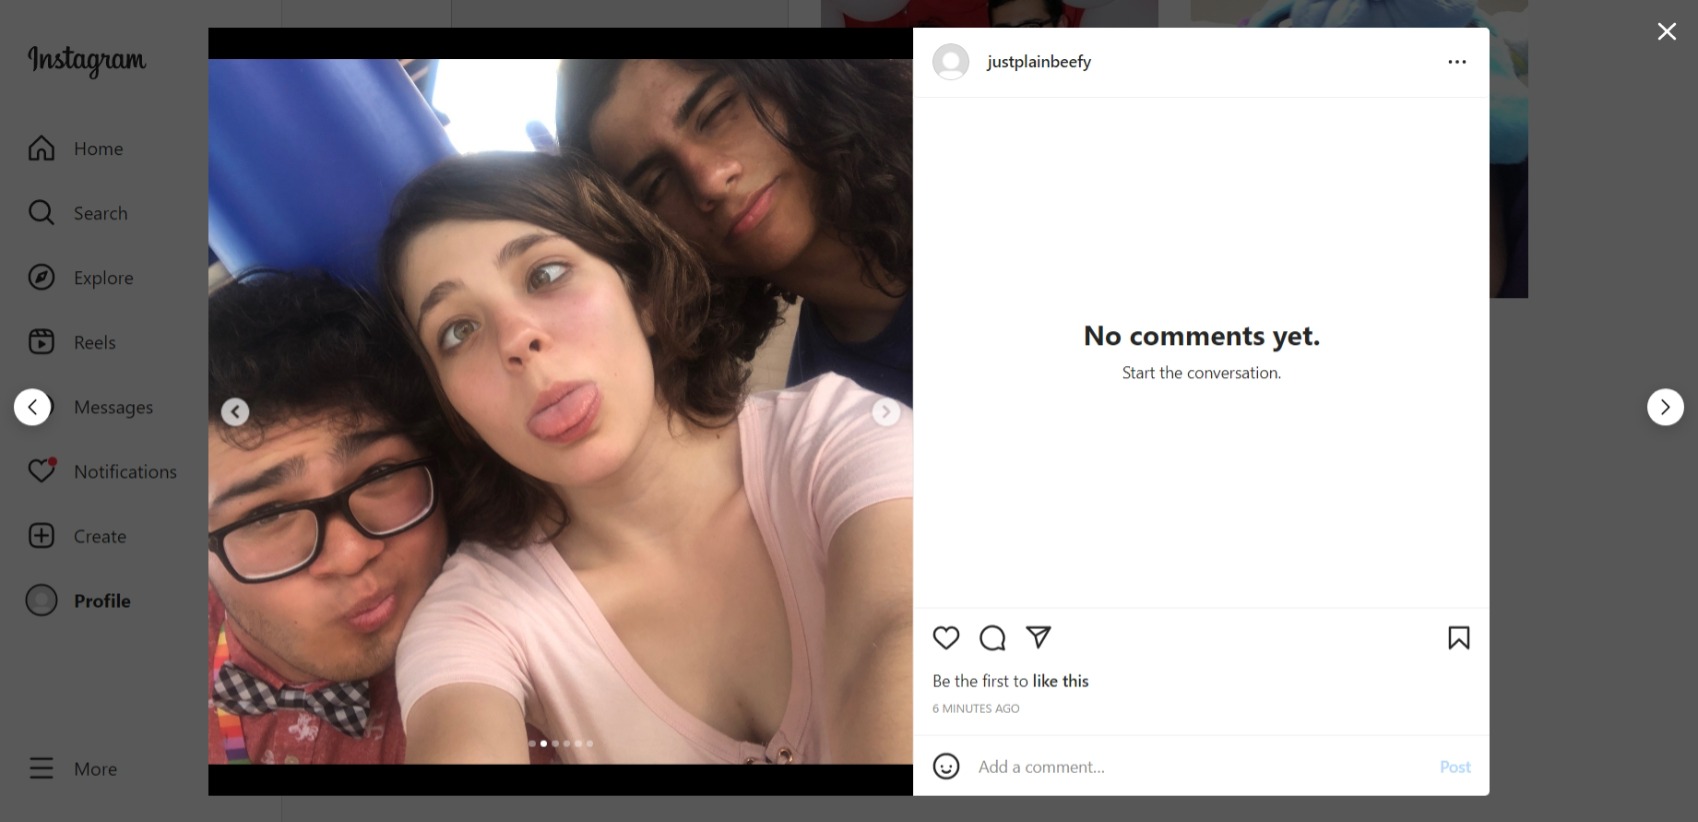 Instagram
Home
Search
Explore
Reels
Messages
Notifications
Create
Profile
More
justplainbeefy
No comments yet.
Start the conversation.
Be the first to like this
6 MINUTES AGO
Add a comment...
Post